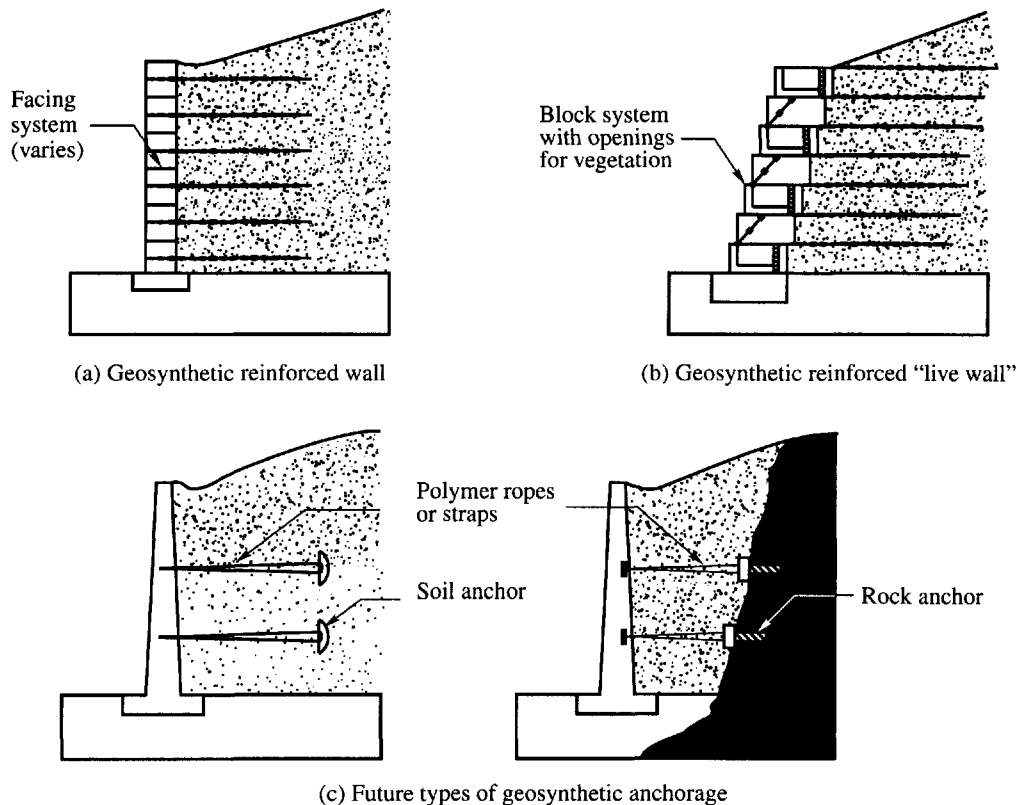 Facing
system
(varies)
Block system
with openings
for vegetation
(a) Geosynthetic reinforced wall
(b) Geosynthetic reinforced “live wall”
Polymer ropes
or straps
Soil anchor
Rock anchor
(c) Future types of geosynthetic anchorage